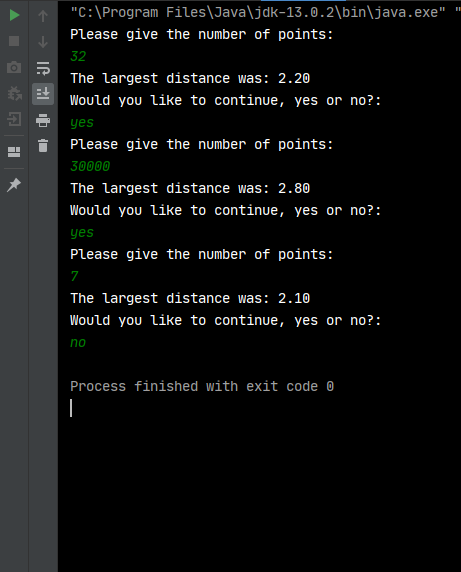 "C:\Program Files\Java\jdk-13.0.2\bin\java.exe" "
Please give the number of points:
32
The largest distance was: 2.20
Would you like to continue, yes or no?:
yes
Please give the number of points:
30000
The largest distance was: 2.80
Would you like to continue, yes or no?:
yes
Please give the number of points:
7
The largest distance was: 2.10
Would you like to continue, yes or no?:
no
Process finished with exit code 0